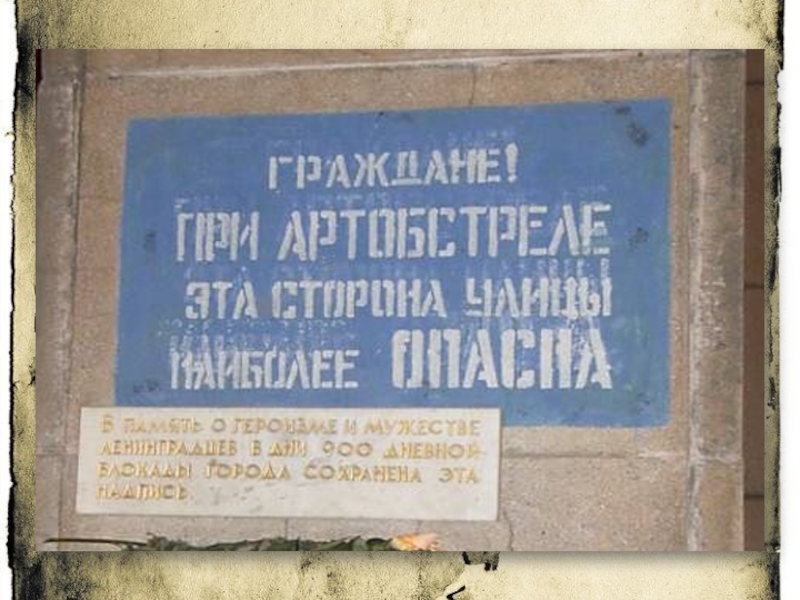 ГРАЖДАНЕ!
ПРИ АРТОБСТРЕЛЕ
ЭТА СТОРОНА УЛИЦЫ
НАИБОЛЕЕ ОПАСНА
В ПАМЯТЬ О ГЕРОИЗМЕ И МУЖЕСТВЕ
ЛЕНИНГРАДЦЕВ В ДНИ 900 ДНЕВНОЙ
БЛОКАДЫ ГОРОДА СОХРАНЕНА ЭТА
НАДПИСЬ.